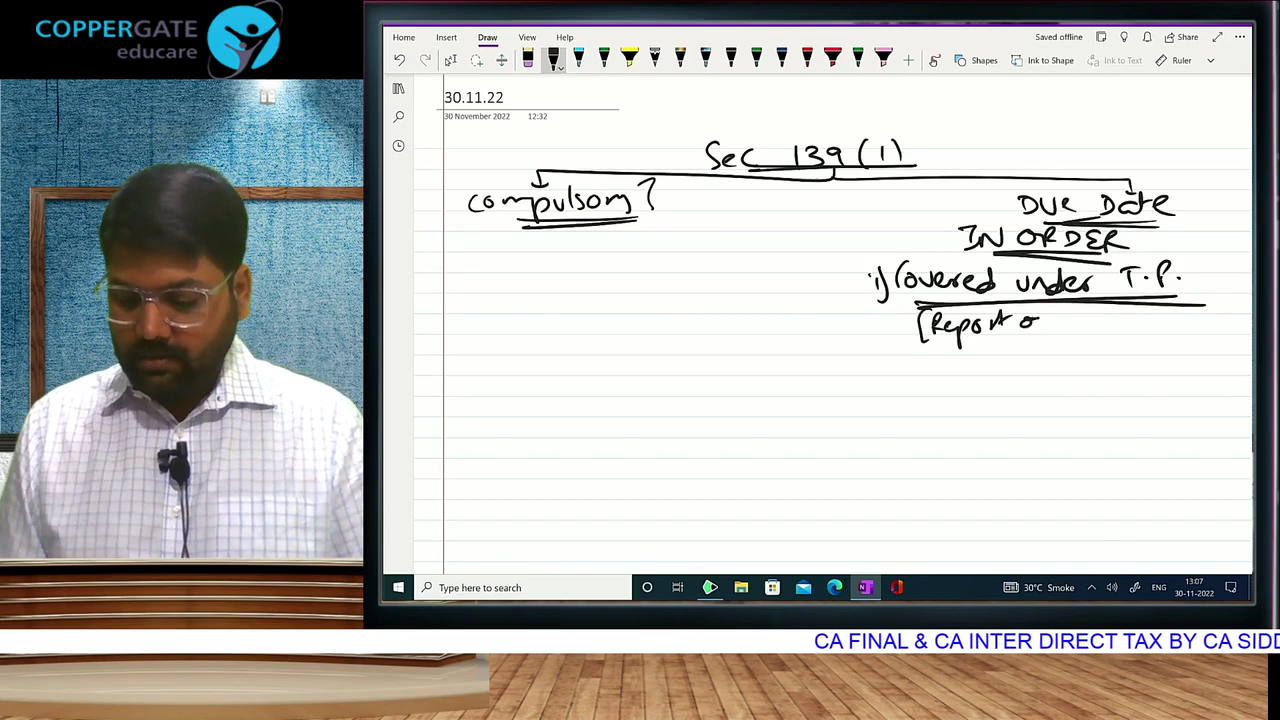 COPPERGATE
educare
Home Insert Draw View Help
Saved offline
Share
Shapes
Ink to Shape
Ink to Text
Ruler
30.11.22
30 November 2022 12:32
Sec 139(1)
compulsory?
Due Date
IN ORDER
i) Covered under T.P.
[Report o
Type here to search
30°C Smoke
ENG
13:07
30-11-2022
CA FINAL & CA INTER DIRECT TAX BY CA SIDD